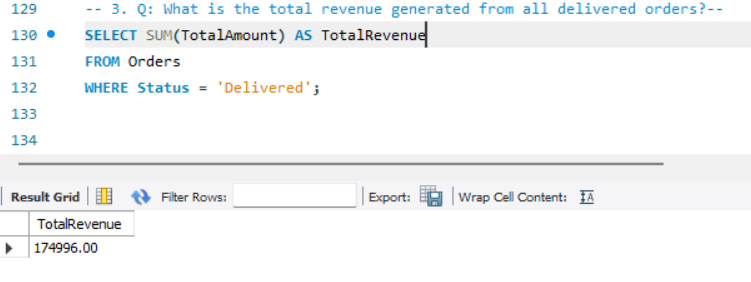 129 -- 3. Q: What is the total revenue generated from all delivered orders?--
130 SELECT SUM(TotalAmount) AS TotalRevenue
131 FROM Orders
132 WHERE Status = 'Delivered';
133
134
Result Grid Filter Rows: Export: Wrap Cell Content:
TotalRevenue
174996.00